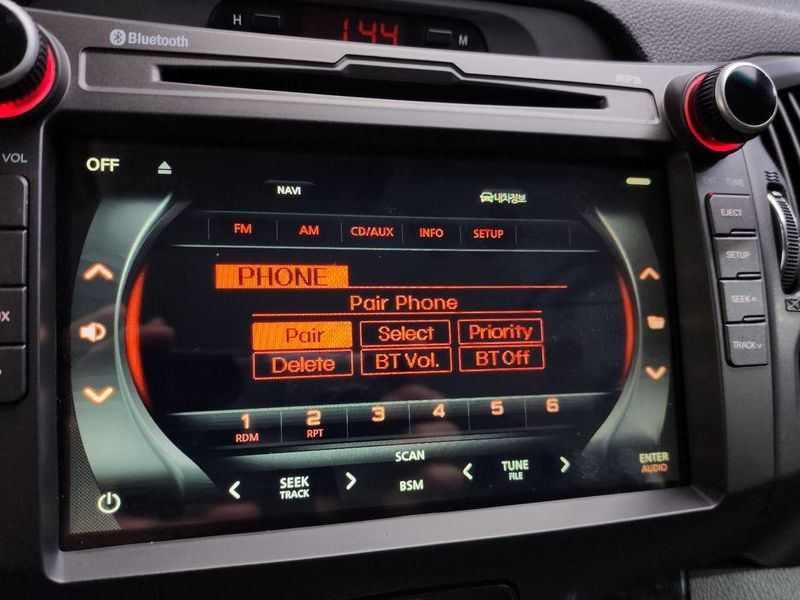 H 1:44 M
Bluetooth
MP3
VOL
OFF
NAVI
내차정보
FM AM CD/AUX INFO SETUP
PHONE
Pair Phone
Pair Select Priority
Delete BT Vol. BT Off
1 2 3 4 5 6
RDM RPT
SCAN
SEEK TRACK
BSM
TUNE FILE
ENTER
AUDIO
ENT TUNE
EJECT
SETUP
SEEK
TRACK